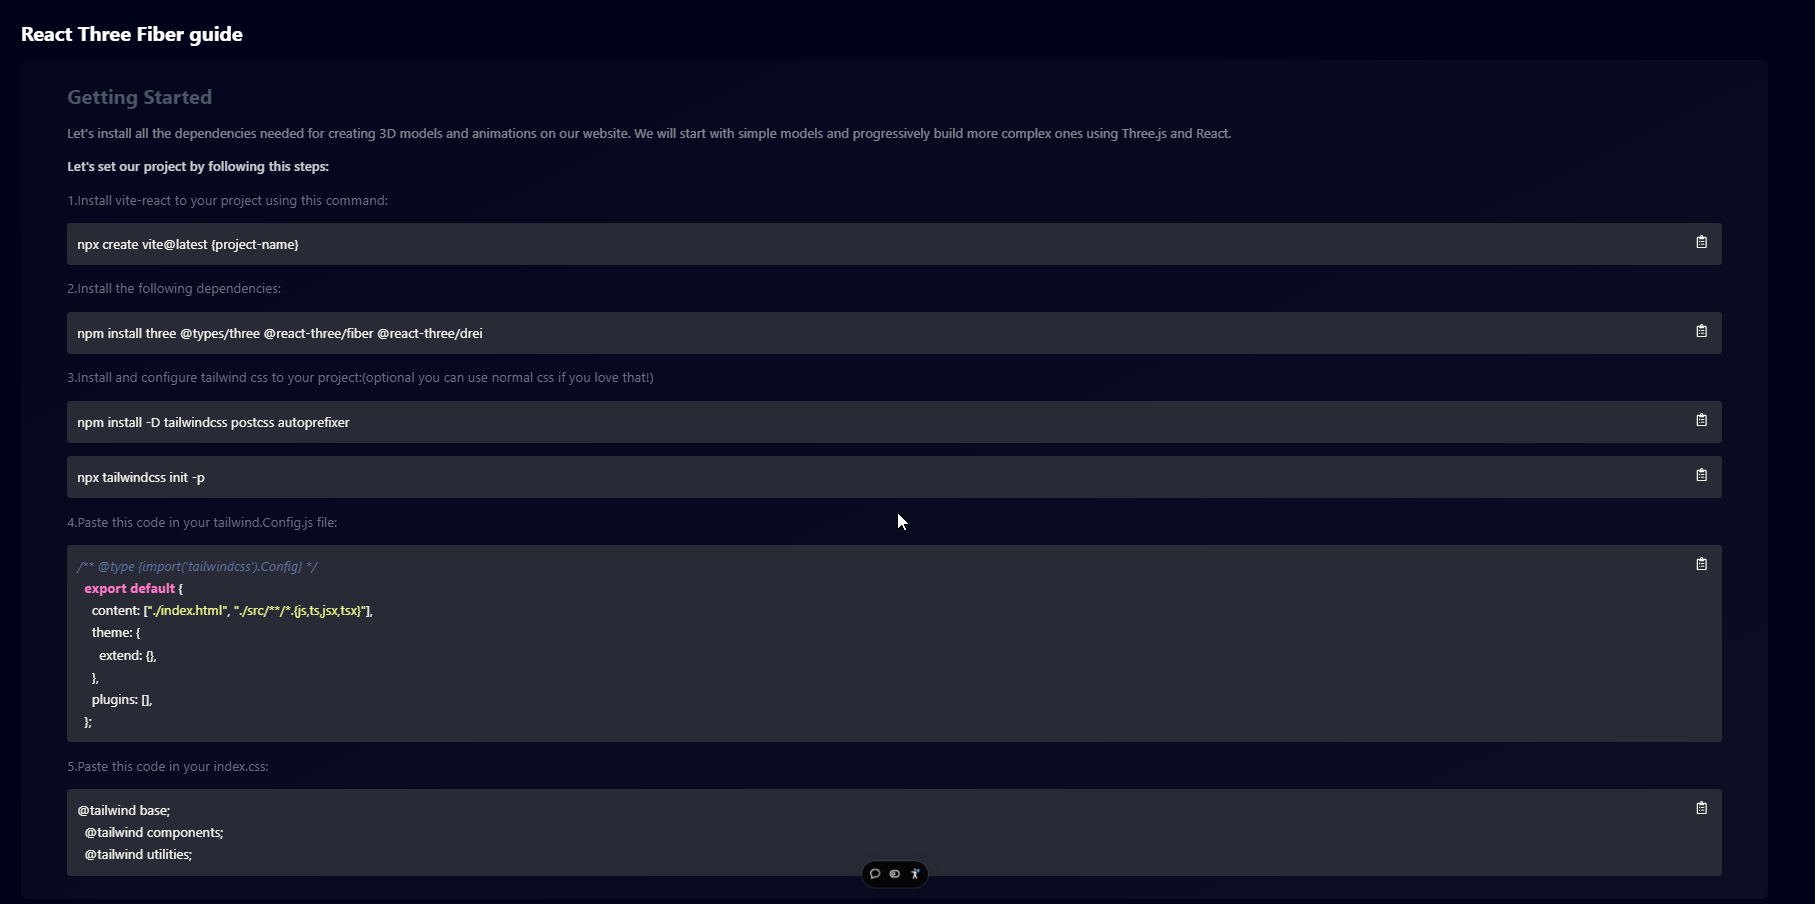 React Three Fiber guide
Getting Started
Let's install all the dependencies needed for creating 3D models and animations on our website. We will start with simple models and progressively build more complex ones using Three.js and React.
Let's set our project by following this steps:
1.Install vite-react to your project using this command:
npx create vite@latest {project-name}
2.Install the following dependencies:
npm install three @types/three @react-three/fiber @react-three/drei
3.Install and configure tailwind css to your project:(optional you can use normal css if you love that!)
npm install -D tailwindcss postcss autoprefixer
npx tailwindcss init -p
4.Paste this code in your tailwind.Config.js file:
/** @type {import('tailwindcss').Config} */
export default {
content: ["./index.html", "./src/**/*.{js,ts,jsx,tsx}"],
theme: {
extend: {},
},
plugins: [],
};
5.Paste this code in your index.css:
@tailwind base;
@tailwind components;
@tailwind utilities;